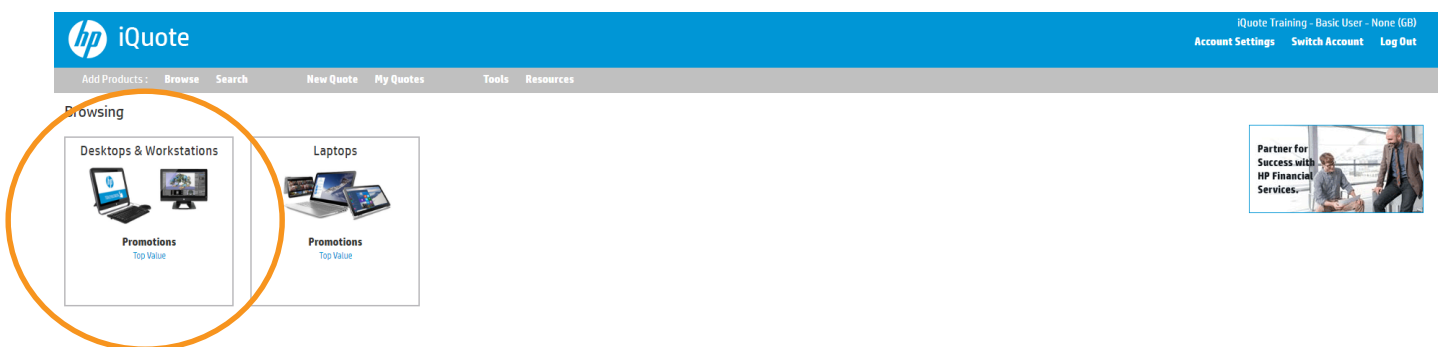 hp iQuote
iQuote Training - Basic User - None (GB)
Account Settings Switch Account Log Out
Add Products : Browse Search New Quote My Quotes Tools Resources
Browsing
Desktops & Workstations
Promotions
Top Value
Laptops
Promotions
Top Value
Partner for
Success with
HP Financial
Services.